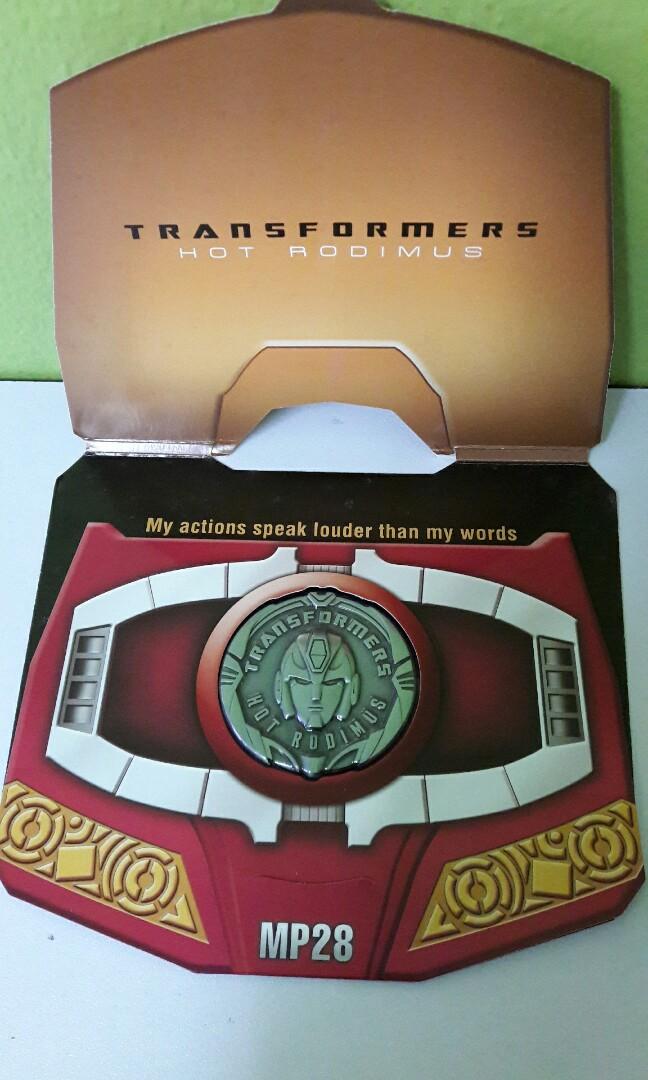 TRANSFORMERS
HOT RODIMUS
My actions speak louder than my words
TRANSFORMERS
HOT RODIMUS
MP28